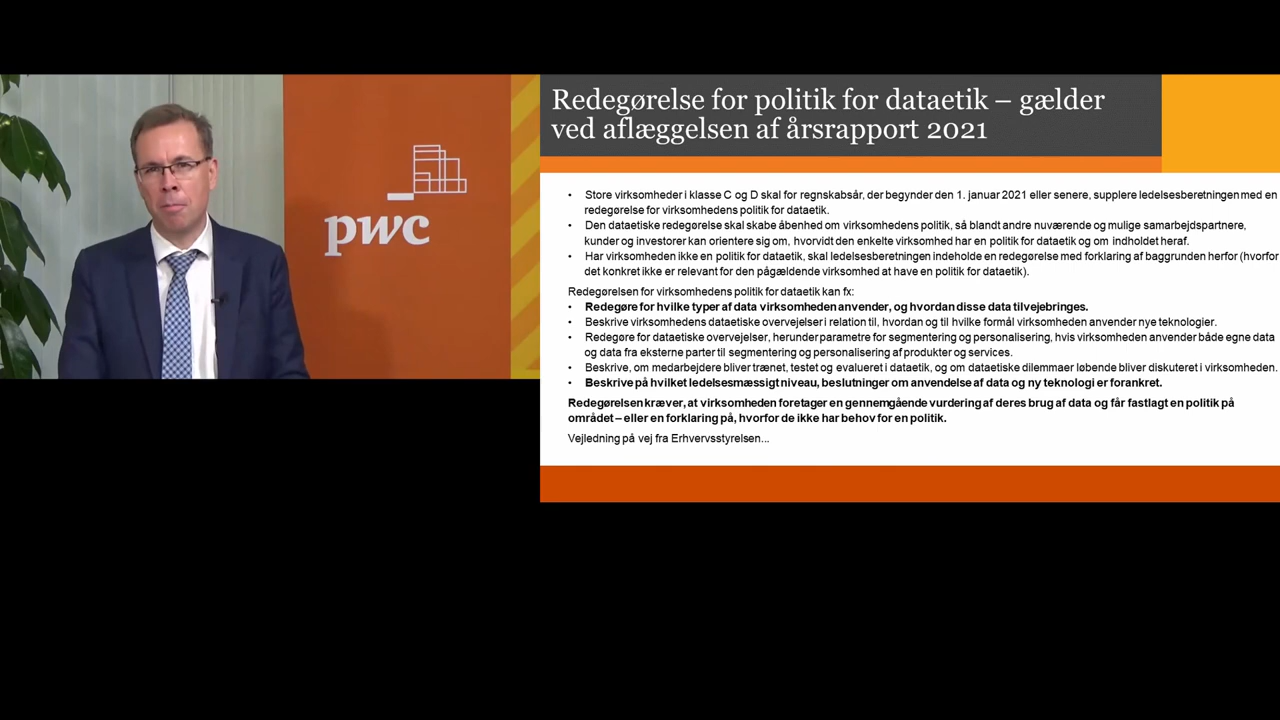 pwc
Redegørelse for politik for dataetik – gælder
ved aflæggelsen af årsrapport 2021
• Store virksomheder i klasse C og D skal for regnskabsår, der begynder den 1. januar 2021 eller senere, supplere ledelsesberetningen med en
redegørelse for virksomhedens politik for dataetik.
• Den dataetiske redegørelse skal skabe åbenhed om virksomhedens politik, så blandt andre nuværende og mulige samarbejdspartnere,
kunder og investorer kan orientere sig om, hvorvidt den enkelte virksomhed har en politik for dataetik og om indholdet heraf.
• Har virksomheden ikke en politik for dataetik, skal ledelsesberetningen indeholde en redegørelse med forklaring af baggrunden herfor (hvorfor
det konkret ikke er relevant for den pågældende virksomhed at have en politik for dataetik).
Redegørelsen for virksomhedens politik for dataetik kan fx:
• Redegøre for hvilke typer af data virksomheden anvender, og hvordan disse data tilvejebringes.
• Beskrive virksomhedens dataetiske overvejelser i relation til, hvordan og til hvilke formål virksomheden anvender nye teknologier.
• Redegøre for dataetiske overvejelser, herunder parametre for segmentering og personalisering, hvis virksomheden anvender både egne data
og data fra eksterne parter til segmentering og personalisering af produkter og services.
• Beskrive, om medarbejdere bliver trænet, testet og evalueret i dataetik, og om dataetiske dilemmaer løbende bliver diskuteret i virksomheden.
• Beskrive på hvilket ledelsesmæssigt niveau, beslutninger om anvendelse af data og ny teknologi er forankret.
Redegørelsen kræver, at virksomheden foretager en gennemgående vurdering af deres brug af data og får fastlagt en politik på
området – eller en forklaring på, hvorfor de ikke har behov for en politik.
Vejledning på vej fra Erhvervsstyrelsen...